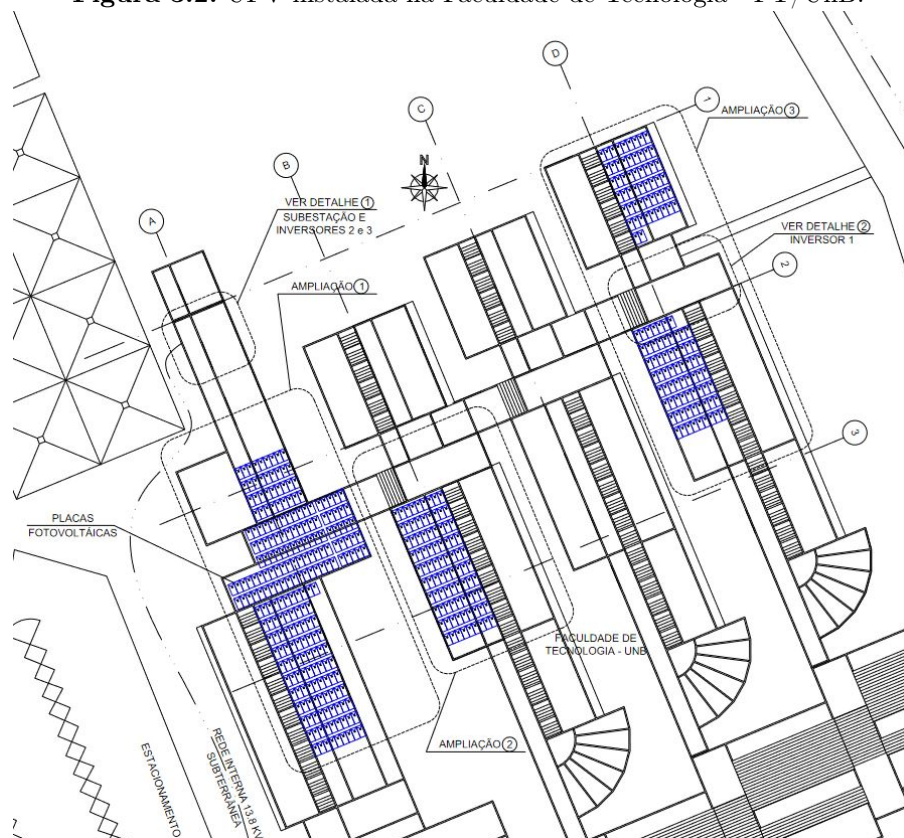 Figura 3.2: UFV instalada na Faculdade de Tecnologia - FT/UnB.
D
C
1
AMPLIAÇÃO 3
B
N
VER DETALHE 1
SUBESTAÇÃO E
INVERSORES 2 e 3
A
VER DETALHE 2
INVERSOR 1
2
AMPLIAÇÃO 1
3
PLACAS
FOTOVOLTÁICAS
FACULDADE DE
TECNOLOGIA - UNB
AMPLIAÇÃO 2
REDE INTERNA 13.8 KV
SUBTERRÂNEA
ESTACIONAMENTO